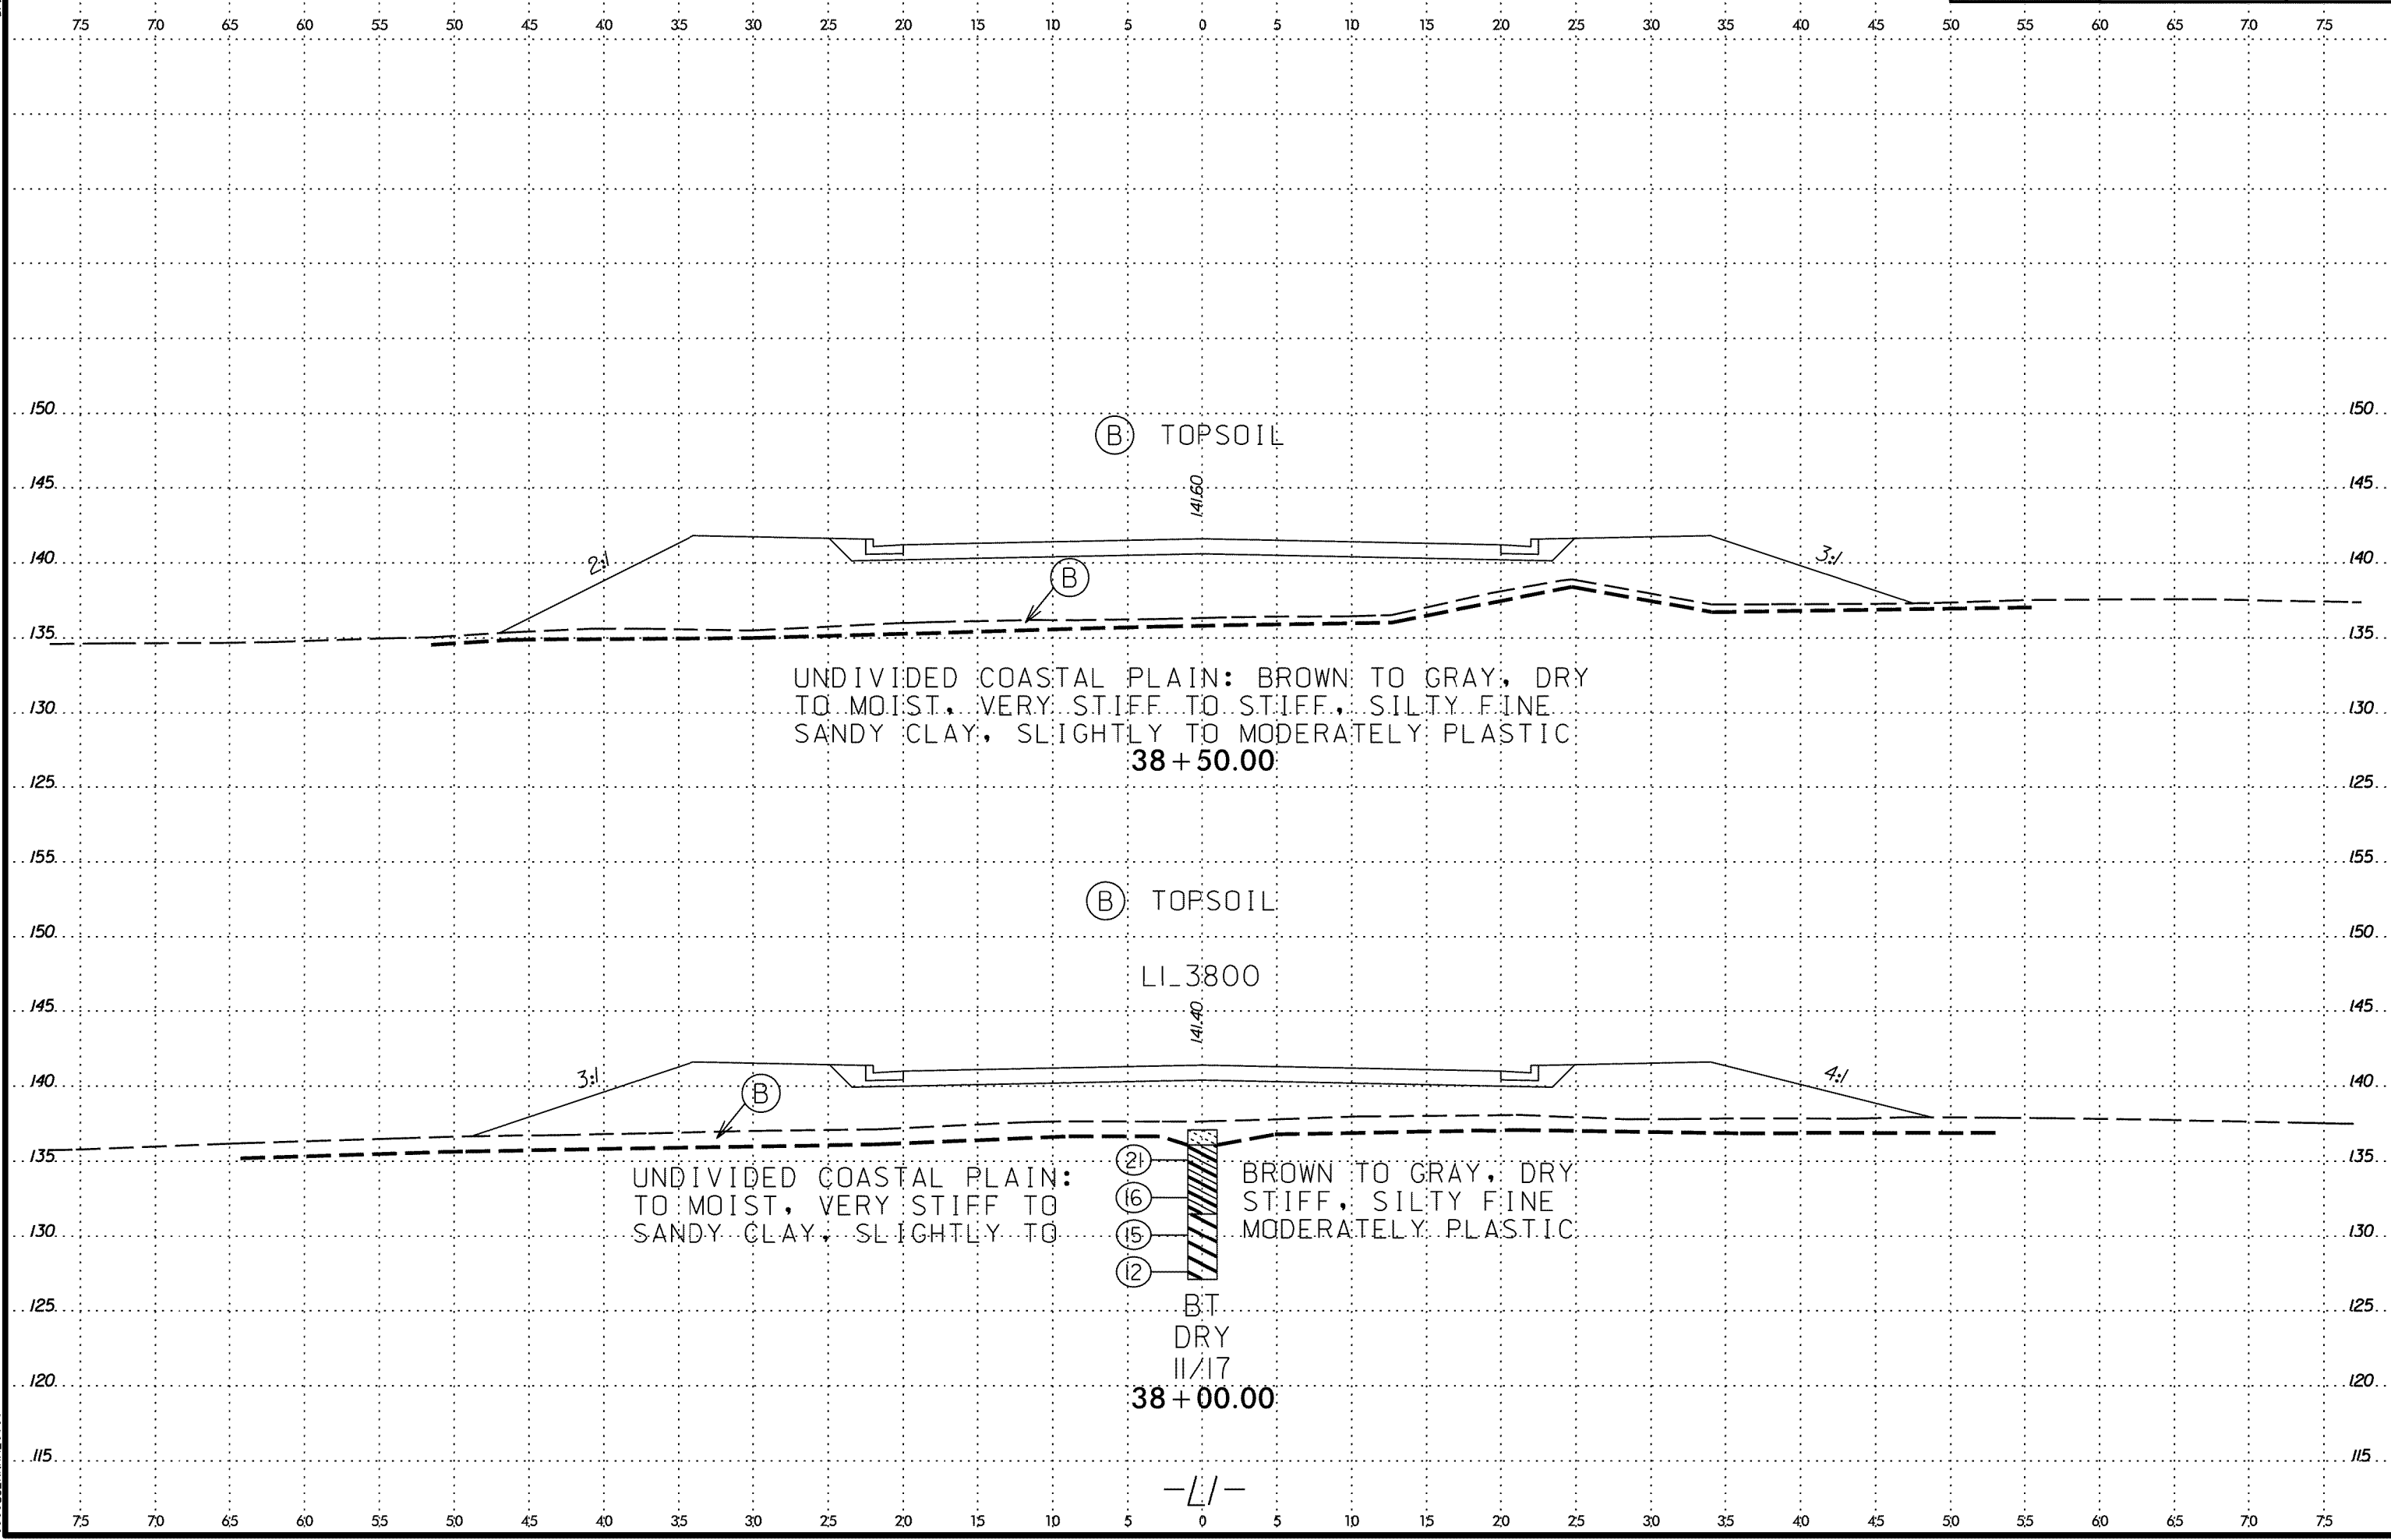 75 70 65 60 55 50 45 40 35 30 25 20 15 10 5 0 5 10 15 20 25 30 35 40 45 50 55 60 65 70 75
150 150
B TOPSOIL
145 141.60 145
140 2:1 B 3:1 140
135 135
UNDIVIDED COASTAL PLAIN: BROWN TO GRAY, DRY
130 TO MOIST, VERY STIFF TO STIFF, SILTY FINE 130
SANDY CLAY, SLIGHTLY TO MODERATELY PLASTIC
38+50.00
125 125
155 155
B TOPSOIL
150 150
L1_3800
145 141.40 145
140 3:1 B 4:1 140
135 21 135
UNDIVIDED COASTAL PLAIN: BROWN TO GRAY, DRY
TO MOIST, VERY STIFF TO 16 STIFF, SILTY FINE
130 SANDY CLAY, SLIGHTLY TO 15 MODERATELY PLASTIC 130
12
125 BT 125
DRY
11/17
120 120
38+00.00
115 115
-L1-
75 70 65 60 55 50 45 40 35 30 25 20 15 10 5 0 5 10 15 20 25 30 35 40 45 50 55 60 65 70 75